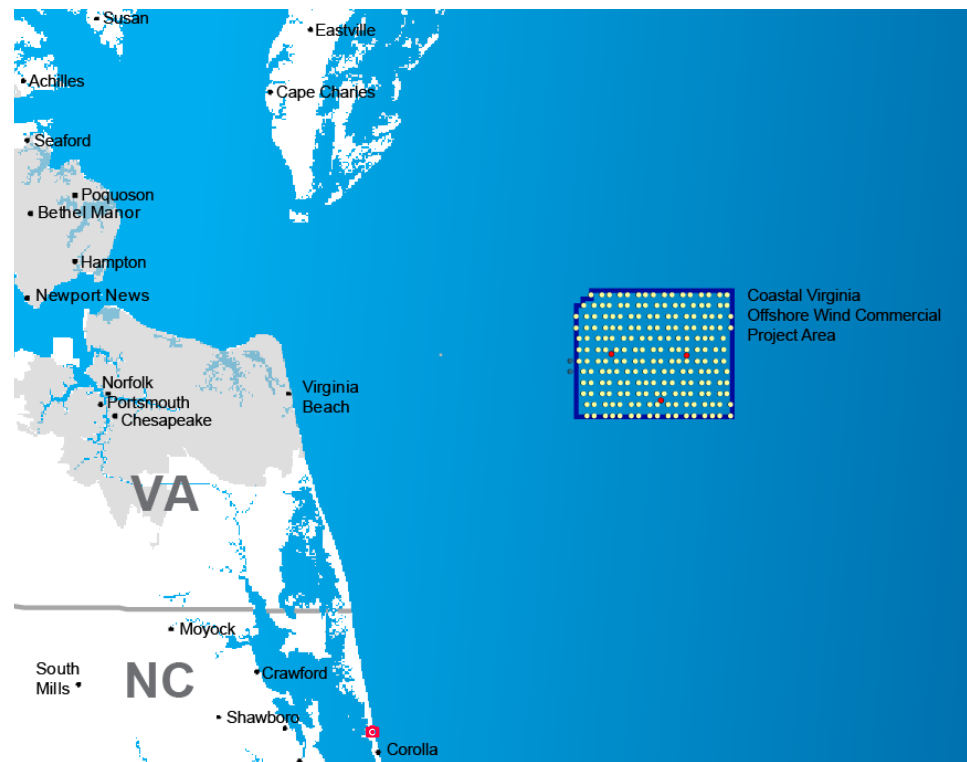 Susan
Eastville
Achilles
Cape Charles
Seaford
Poquoson
Bethel Manor
Hampton
Newport News
Coastal Virginia
Offshore Wind Commercial
Project Area
Norfolk
Portsmouth
Chesapeake
Virginia
Beach
VA
Moyock
NC
South
Mills
Crawford
Shawboro
C
Corolla